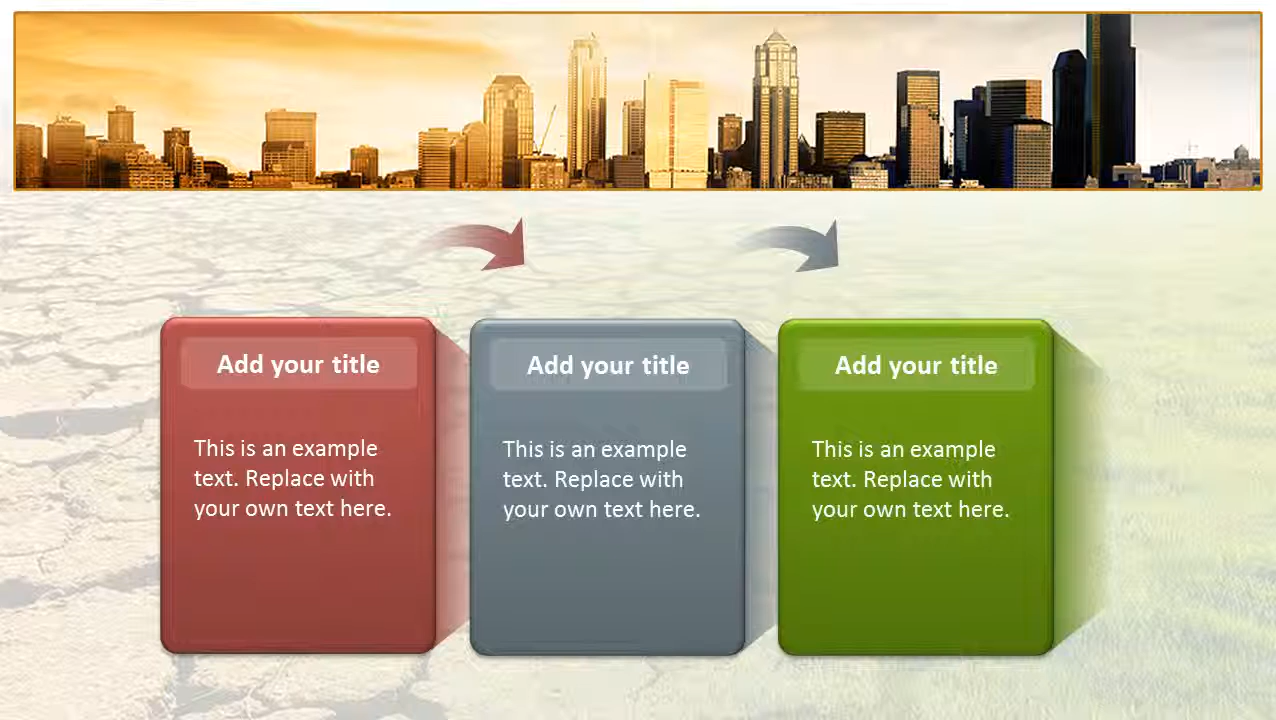 Add your title
This is an example
text. Replace with
your own text here.
Add your title
This is an example
text. Replace with
your own text here.
Add your title
This is an example
text. Replace with
your own text here.